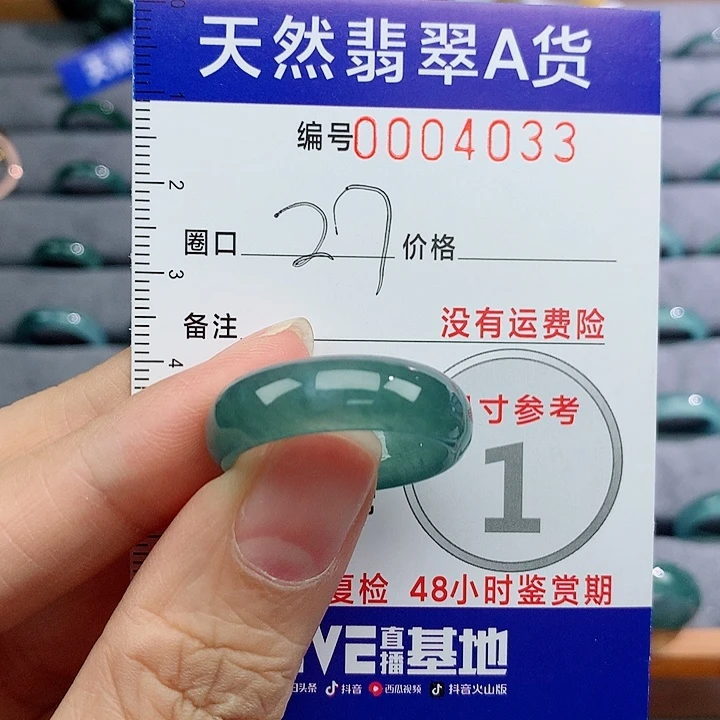 天然翡翠A货
编号0004033
圈口 27 价格
备注 没有运费险
2
3
4
寸参考
1
复检 48小时鉴赏期
IVE直播基地
头条 抖音 西瓜视频 抖音火山版